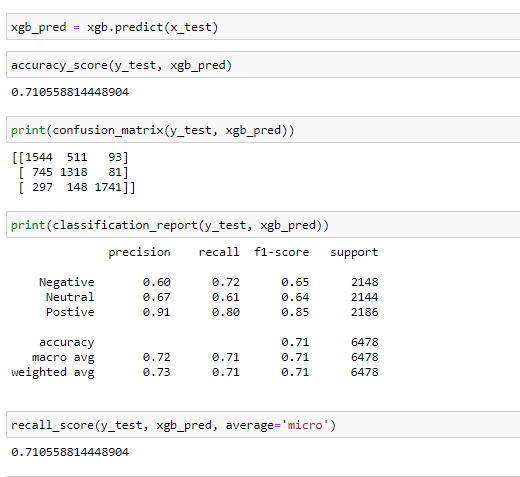 xgb_pred = xgb.predict(x_test)
accuracy_score(y_test, xgb_pred)
0.710558814448904
print(confusion_matrix(y_test, xgb_pred))
[[1544  511   93]
 [ 745 1318   81]
 [ 297  148 1741]]
print(classification_report(y_test, xgb_pred))
              precision    recall  f1-score   support
    Negative       0.60      0.72      0.65      2148
     Neutral       0.67      0.61      0.64      2144
     Postive       0.91      0.80      0.85      2186
    accuracy                           0.71      6478
   macro avg       0.72      0.71      0.71      6478
weighted avg       0.73      0.71      0.71      6478
recall_score(y_test, xgb_pred, average='micro')
0.710558814448904